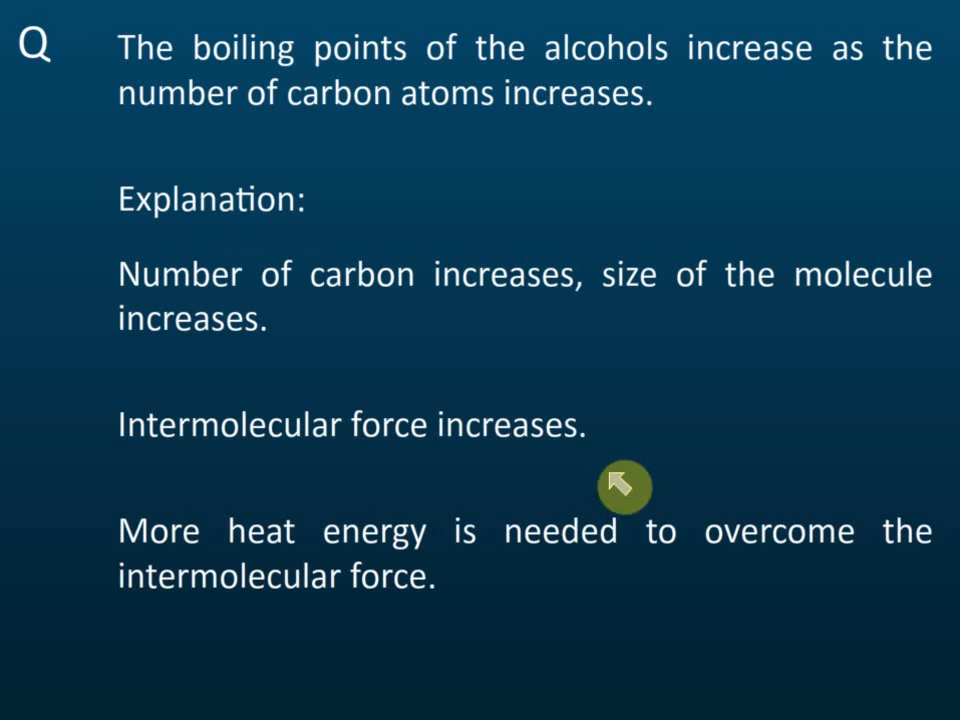 Q The boiling points of the alcohols increase as the
number of carbon atoms increases.
Explanation:
Number of carbon increases, size of the molecule
increases.
Intermolecular force increases.
More heat energy is needed to overcome the
intermolecular force.